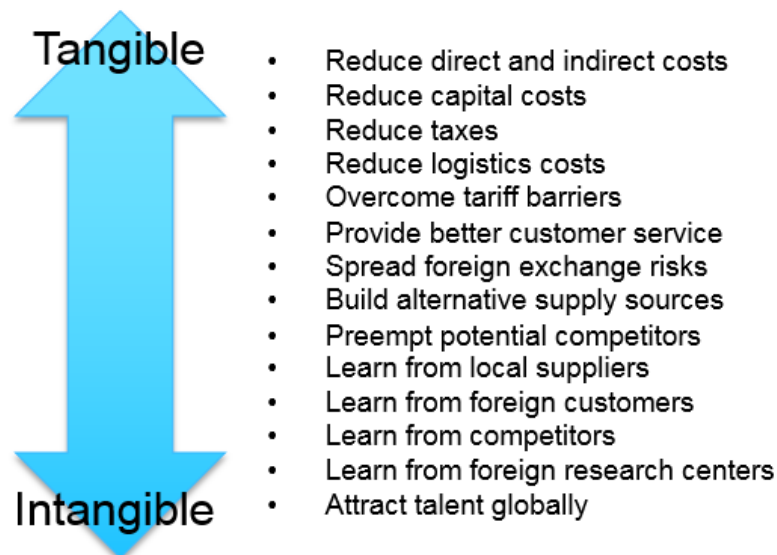 Tangible
• Reduce direct and indirect costs
• Reduce capital costs
• Reduce taxes
• Reduce logistics costs
• Overcome tariff barriers
• Provide better customer service
• Spread foreign exchange risks
• Build alternative supply sources
• Preempt potential competitors
• Learn from local suppliers
• Learn from foreign customers
• Learn from competitors
• Learn from foreign research centers
• Attract talent globally
Intangible